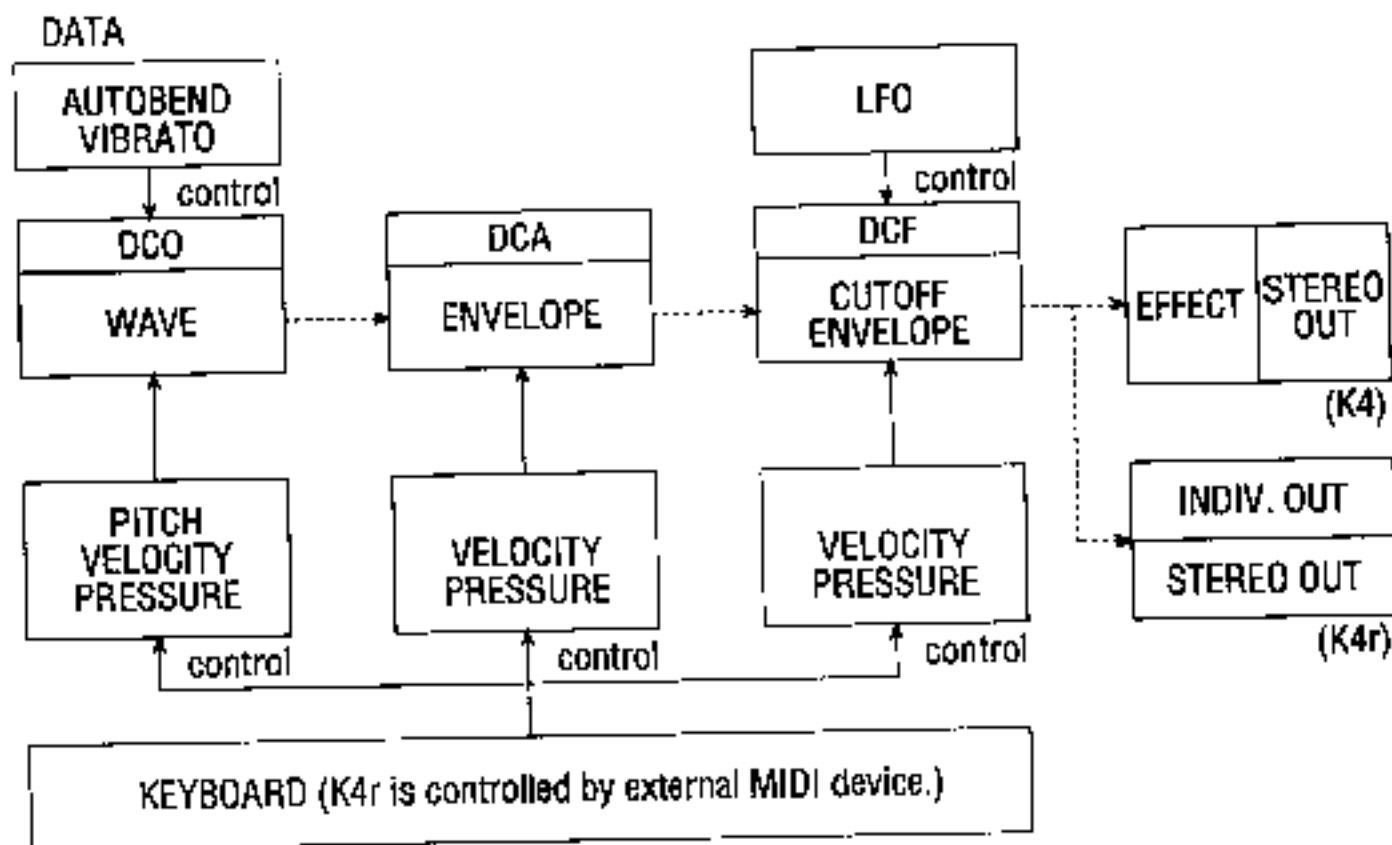 DATA
AUTOBEND
VIBRATO
LFO
control
control
DCO
DCA
DCF
WAVE
ENVELOPE
CUTOFF
ENVELOPE
EFFECT
STEREO
OUT
(K4)
PITCH
VELOCITY
PRESSURE
VELOCITY
PRESSURE
VELOCITY
PRESSURE
INDIV. OUT
STEREO OUT
(K4r)
control
control
control
KEYBOARD (K4r is controlled by external MIDI device.)